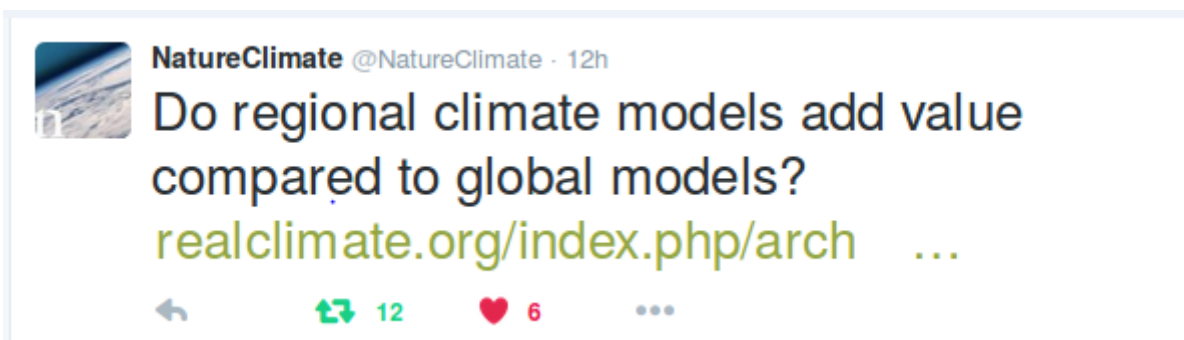 NatureClimate @NatureClimate · 12h
Do regional climate models add value
compared to global models?
realclimate.org/index.php/arch ...
12 6
n